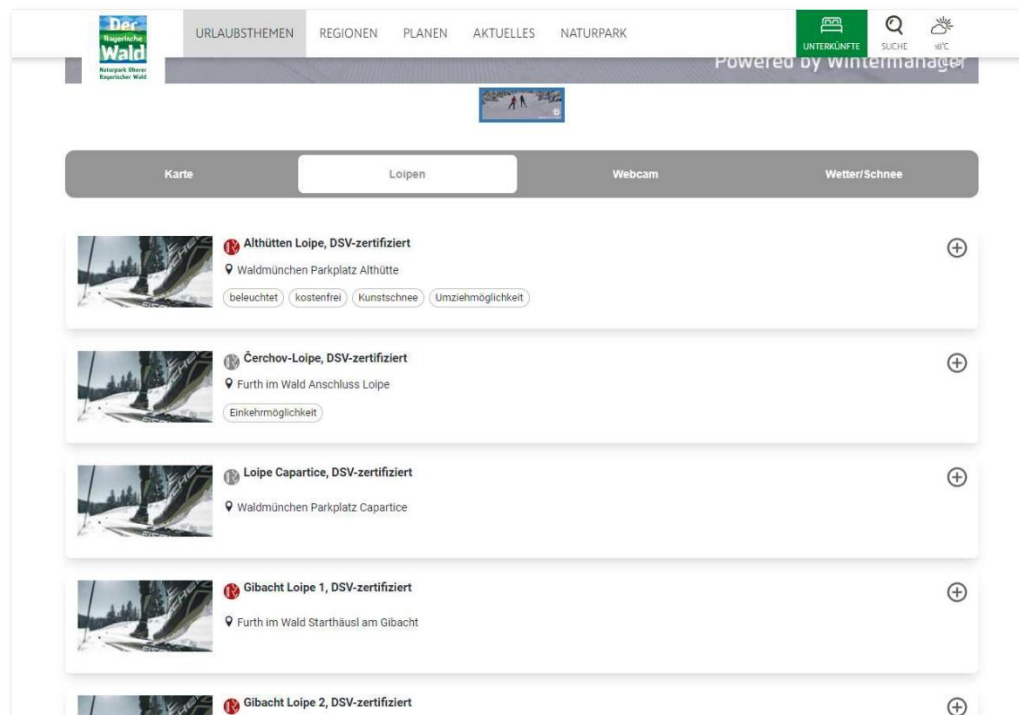 Der
Bayerische
Wald
Naturpark Oberer
Bayerischer Wald
URLAUBSTHEMEN REGIONEN PLANEN AKTUELLES NATURPARK
UNTERKÜNFTE SUCHE
Powered by Wintermanager
Karte Loipen Webcam Wetter/Schnee
Althütten Loipe, DSV-zertifiziert
Waldmünchen Parkplatz Althütte
beleuchtet kostenfrei Kunstschnee Umziehmöglichkeit
Čerchov-Loipe, DSV-zertifiziert
Furth im Wald Anschluss Loipe
Einkehrmöglichkeit
Loipe Capartice, DSV-zertifiziert
Waldmünchen Parkplatz Capartice
Gibacht Loipe 1, DSV-zertifiziert
Furth im Wald Starthäusl am Gibacht
Gibacht Loipe 2, DSV-zertifiziert